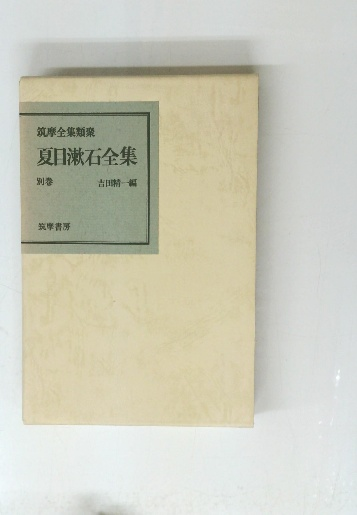 筑摩全集類聚
夏目漱石全集
別巻 吉田精一編
筑摩書房